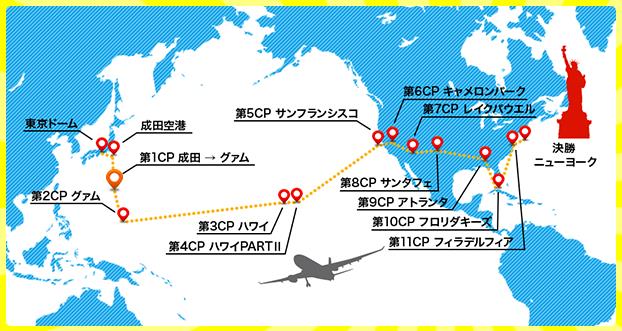 東京ドーム
成田空港
第1CP 成田 → グァム
第2CP グァム
第3CP ハワイ
第4CP ハワイPARTⅡ
第5CP サンフランシスコ
第6CP キャメロンパーク
第7CP レイクパウエル
第8CP サンタフェ
第9CP アトランタ
第10CP フロリダキーズ
第11CP フィラデルフィア
決勝
ニューヨーク